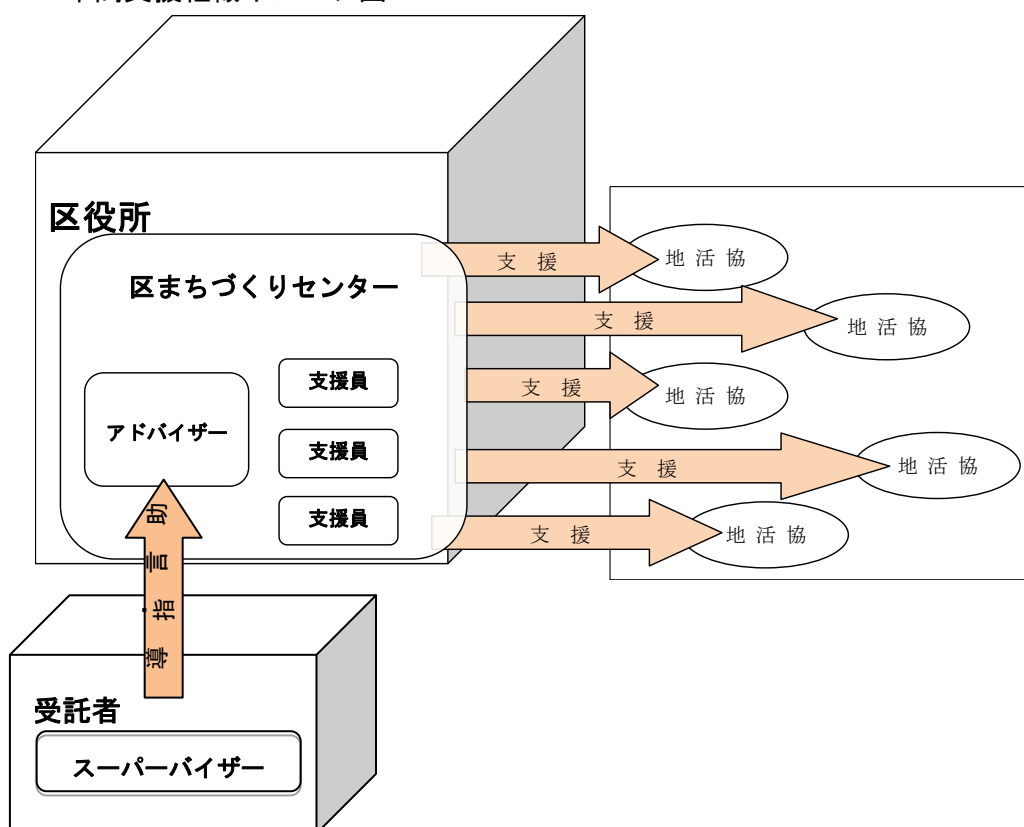 区役所
区まちづくりセンター
アドバイザー
支援員
支援員
支援員
支 援
支 援
支 援
支 援
支 援
地 活 協
地 活 協
地 活 協
地 活 協
地 活 協
助 言 ・ 指 導
受託者
スーパーバイザー